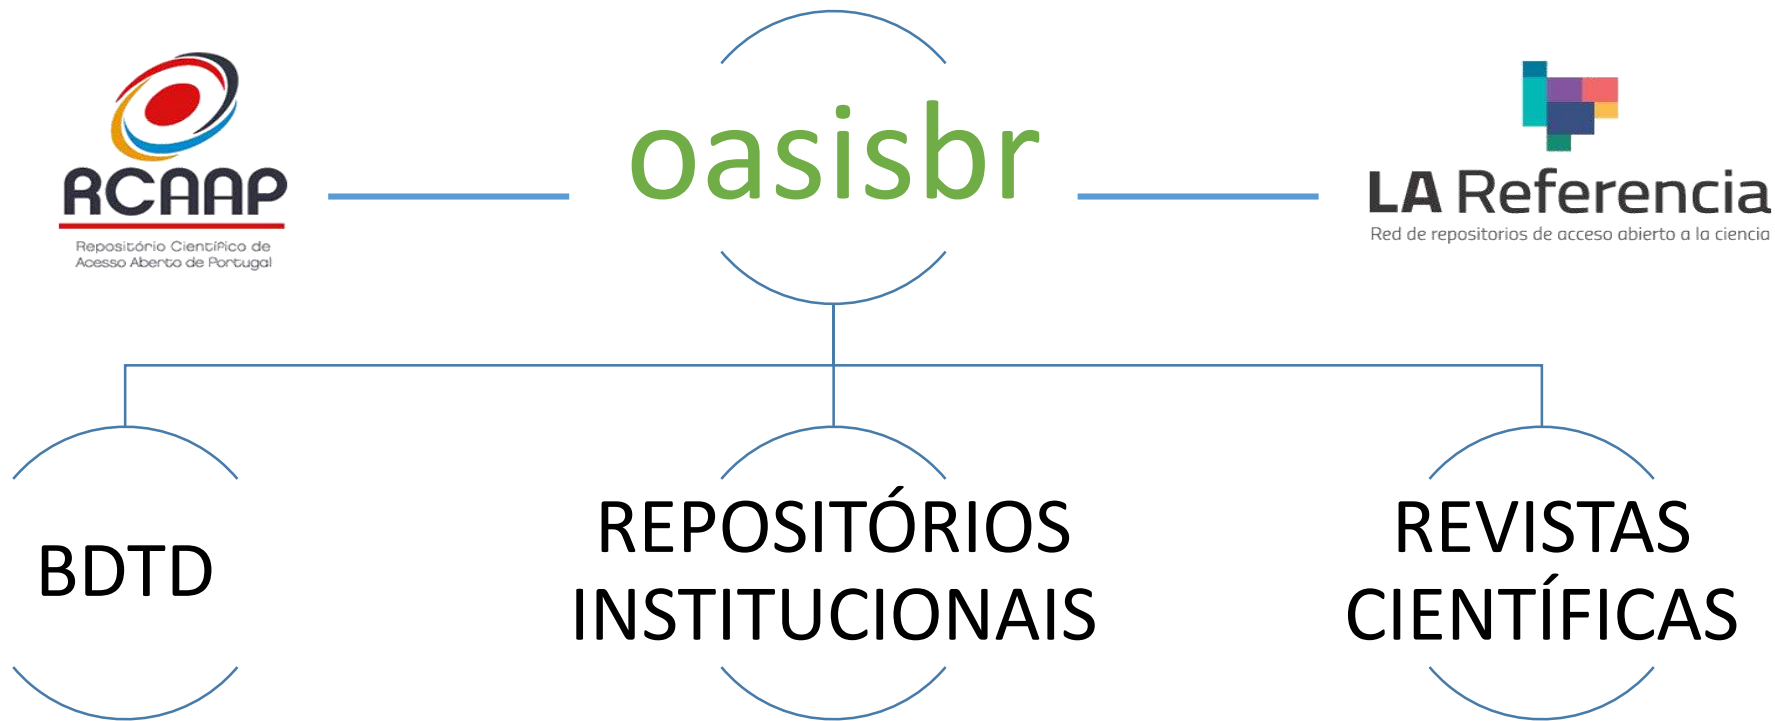 RCAAP
Repositório Científico de
Acesso Aberto de Portugal
oasisbr
LA Referencia
Red de repositorios de acceso abierto a la ciencia
BDTD
REPOSITÓRIOS
INSTITUCIONAIS
REVISTAS
CIENTÍFICAS